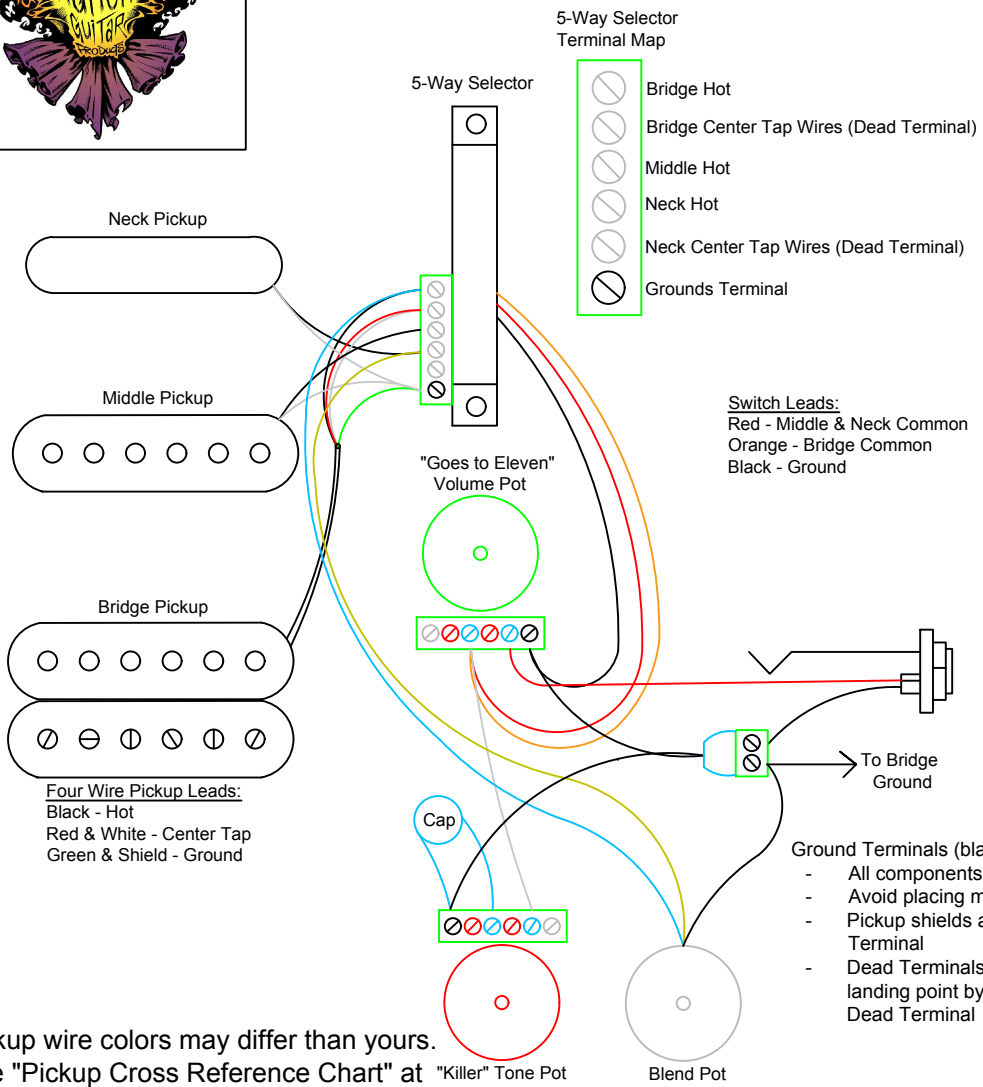 GuiTaR
PRoDucTs
5-Way Selector
Terminal Map
Bridge Hot
Bridge Center Tap Wires (Dead Terminal)
Middle Hot
Neck Hot
Neck Center Tap Wires (Dead Terminal)
Grounds Terminal
5-Way Selector
Neck Pickup
Middle Pickup
Switch Leads:
Red - Middle & Neck Common
Orange - Bridge Common
Black - Ground
"Goes to Eleven"
Volume Pot
Bridge Pickup
Four Wire Pickup Leads:
Black - Hot
Red & White - Center Tap
Green & Shield - Ground
To Bridge
Ground
Cap
Ground Terminals (bla
- All components
- Avoid placing m
- Pickup shields a
Terminal
- Dead Terminals
landing point by
Dead Terminal
kup wire colors may differ than yours.
e "Pickup Cross Reference Chart" at
"Killer" Tone Pot
Blend Pot